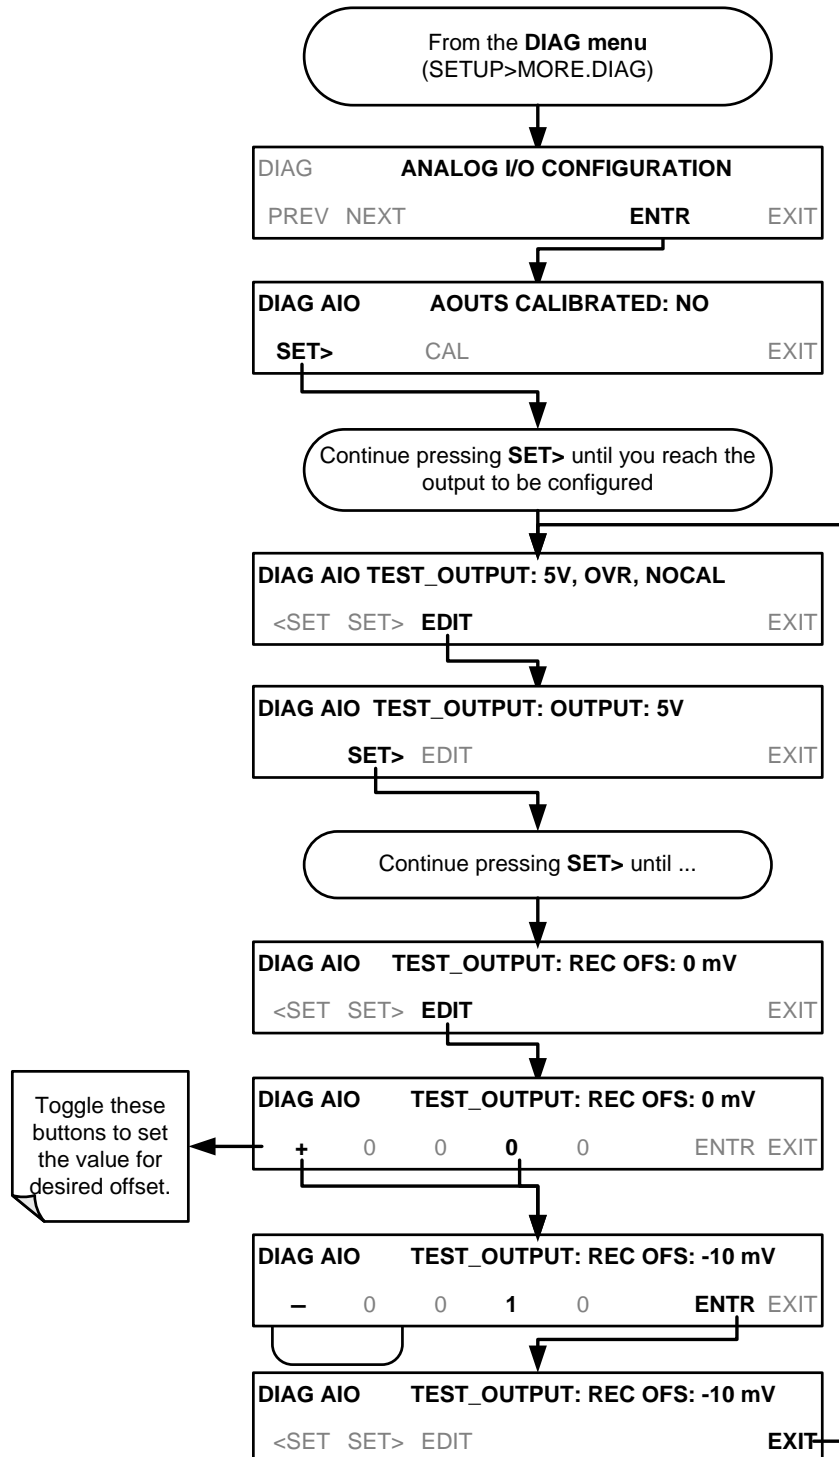 From the DIAG menu
(SETUP>MORE.DIAG)
DIAG ANALOG I/O CONFIGURATION
PREV NEXT ENTR EXIT
DIAG AIO AOUTS CALIBRATED: NO
SET> CAL EXIT
Continue pressing SET> until you reach the
output to be configured
DIAG AIO TEST_OUTPUT: 5V, OVR, NOCAL
<SET SET> EDIT EXIT
DIAG AIO TEST_OUTPUT: OUTPUT: 5V
SET> EDIT EXIT
Continue pressing SET> until ...
DIAG AIO TEST_OUTPUT: REC OFS: 0 mV
<SET SET> EDIT EXIT
Toggle these
buttons to set
the value for
desired offset.
DIAG AIO TEST_OUTPUT: REC OFS: 0 mV
+ 0 0 0 0 ENTR EXIT
DIAG AIO TEST_OUTPUT: REC OFS: -10 mV
– 0 0 1 0 ENTR EXIT
DIAG AIO TEST_OUTPUT: REC OFS: -10 mV
<SET SET> EDIT EXIT